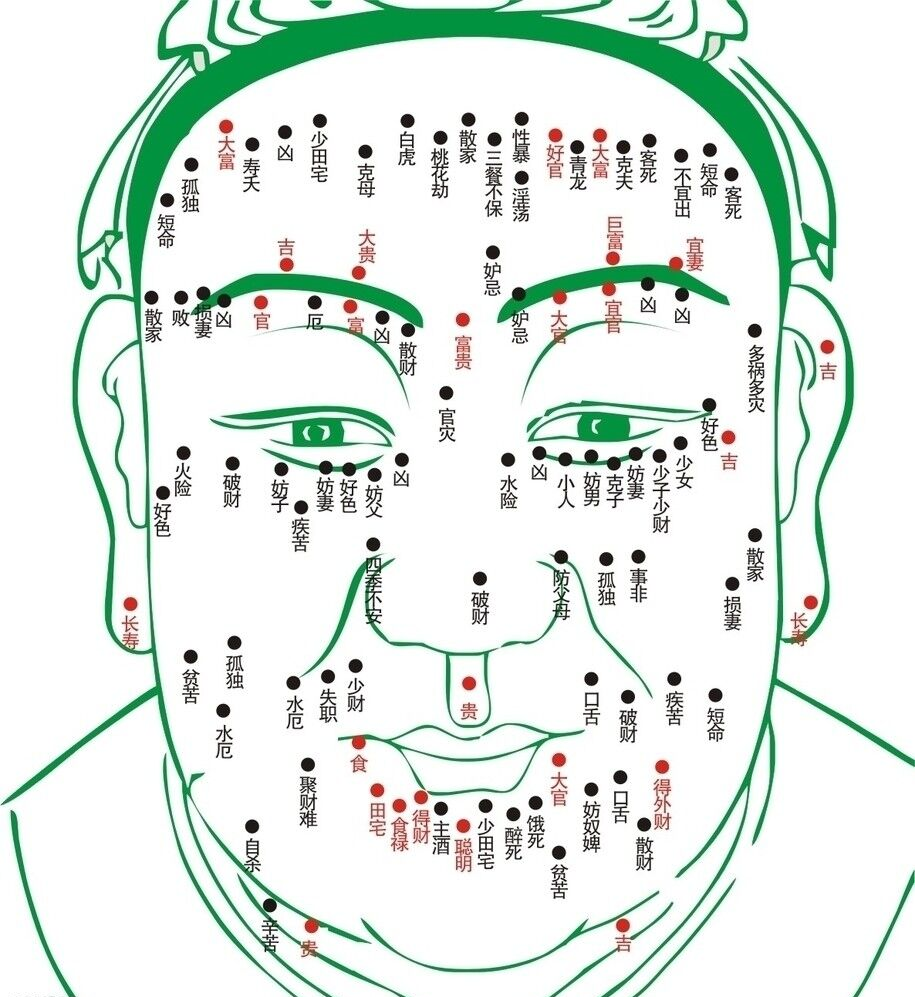 大富
寿夭
凶
少田宅
克母
白虎
桃花劫
散家
三餐不保
性暴
淫荡
好官
青龙
大富
克夫
客死
不宜出
短命
客死
孤独
短命
吉
大贵
妒忌
巨富
宜妻
散家
败
损妻
凶
官
厄
富
凶
散财
富贵
妒忌
大官
宜官
凶
凶
多祸多灾
吉
官灾
好色
吉
火险
好色
破财
妨子
疾苦
妨妻
好色
妨父
凶
水险
凶
小人
妨男
克子
妨妻
少子少财
少女
四季不安
破财
防父母
孤独
事非
散家
损妻
长寿
长寿
贫苦
孤独
水厄
水厄
失职
少财
贵
口舌
破财
疾苦
短命
食
聚财难
田宅
食禄
得财
主酒
聪明
少田宅
醉死
饿死
大官
贫苦
妨奴婢
口舌
散财
得外财
自杀
辛苦
贵
吉